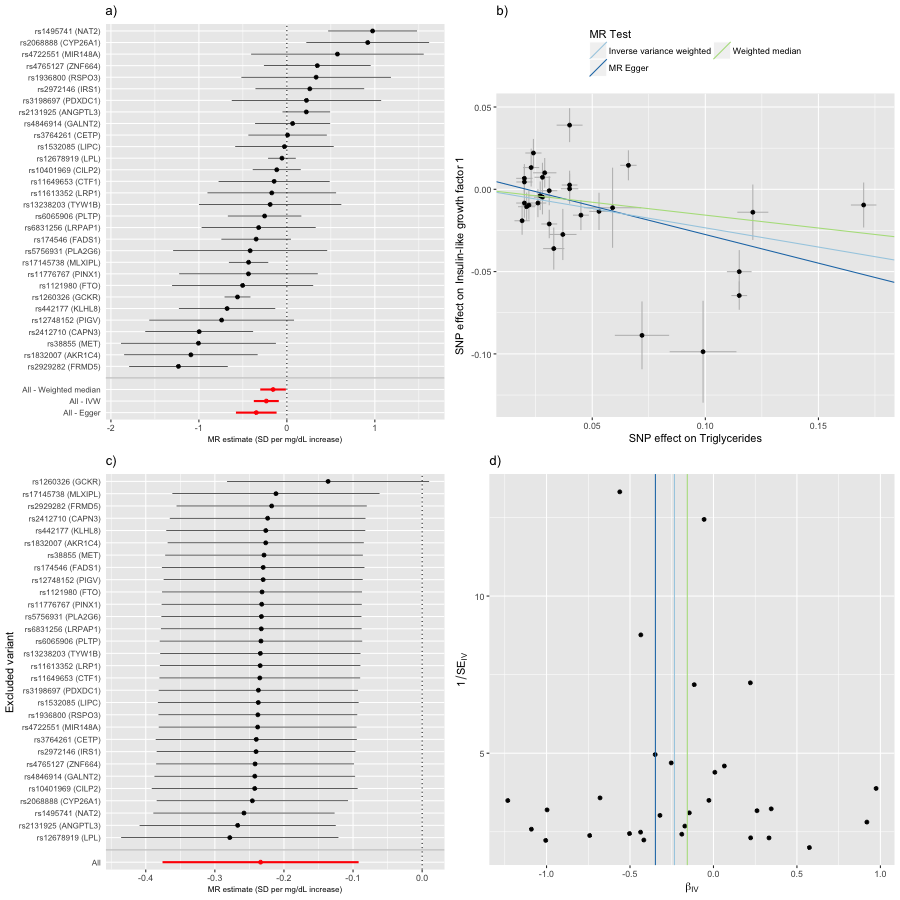 a)
rs1495741 (NAT2)
rs2068888 (CYP26A1)
rs4722551 (MIR148A)
rs4765127 (ZNF664)
rs1936800 (RSPO3)
rs2972146 (IRS1)
rs3198697 (PDXDC1)
rs2131925 (ANGPTL3)
rs4846914 (GALNT2)
rs3764261 (CETP)
rs1532085 (LIPC)
rs12678919 (LPL)
rs10401969 (CILP2)
rs11649653 (CTF1)
rs11613352 (LRP1)
rs13238203 (TYW1B)
rs6065906 (PLTP)
rs6831256 (LRPAP1)
rs174546 (FADS1)
rs5756931 (PLA2G6)
rs17145738 (MLXIPL)
rs11776767 (PINX1)
rs1121980 (FTO)
rs1260326 (GCKR)
rs442177 (KLHL8)
rs12748152 (PIGV)
rs2412710 (CAPN3)
rs38855 (MET)
rs1832007 (AKR1C4)
rs2929282 (FRMD5)
All - Weighted median
All - IVW
All - Egger
-2 -1 0 1
MR estimate (SD per mg/dL increase)
b)
MR Test
Inverse variance weighted
Weighted median
MR Egger
SNP effect on Insulin-like growth factor 1
0.05
0.00
-0.05
-0.10
0.05 0.10 0.15
SNP effect on Triglycerides
c)
Excluded variant
rs1260326 (GCKR)
rs17145738 (MLXIPL)
rs2929282 (FRMD5)
rs2412710 (CAPN3)
rs442177 (KLHL8)
rs1832007 (AKR1C4)
rs38855 (MET)
rs174546 (FADS1)
rs12748152 (PIGV)
rs1121980 (FTO)
rs11776767 (PINX1)
rs5756931 (PLA2G6)
rs6831256 (LRPAP1)
rs6065906 (PLTP)
rs13238203 (TYW1B)
rs11613352 (LRP1)
rs11649653 (CTF1)
rs3198697 (PDXDC1)
rs1532085 (LIPC)
rs1936800 (RSPO3)
rs4722551 (MIR148A)
rs3764261 (CETP)
rs2972146 (IRS1)
rs4765127 (ZNF664)
rs4846914 (GALNT2)
rs10401969 (CILP2)
rs2068888 (CYP26A1)
rs1495741 (NAT2)
rs2131925 (ANGPTL3)
rs12678919 (LPL)
All
-0.4 -0.3 -0.2 -0.1 0.0
MR estimate (SD per mg/dL increase)
d)
1/SE_IV
10
5
-1.0 -0.5 0.0 0.5 1.0
β_IV